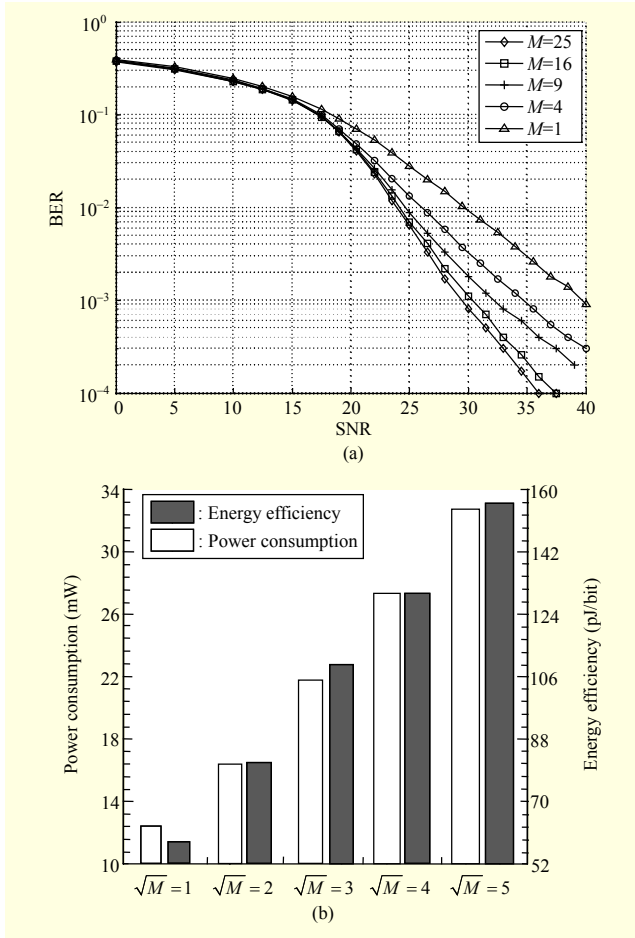 10⁰
10⁻¹
10⁻²
10⁻³
10⁻⁴
BER
M=25
M=16
M=9
M=4
M=1
0 5 10 15 20 25 30 35 40
SNR
(a)
34
30
26
22
18
14
10
Power consumption (mW)
: Energy efficiency
: Power consumption
160
142
124
106
88
70
52
Energy efficiency (pJ/bit)
√M =1 √M =2 √M =3 √M =4 √M =5
(b)